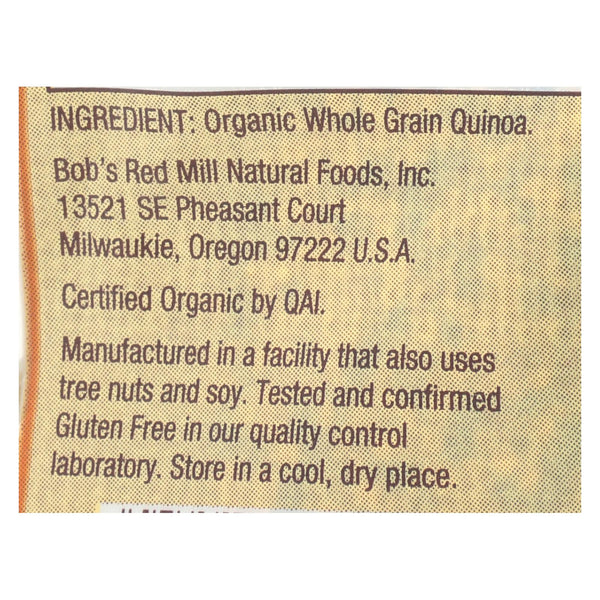 INGREDIENT: Organic Whole Grain Quinoa.
Bob's Red Mill Natural Foods, Inc.
13521 SE Pheasant Court
Milwaukie, Oregon 97222 U.S.A.
Certified Organic by QAI.
Manufactured in a facility that also uses
tree nuts and soy. Tested and confirmed
Gluten Free in our quality control
laboratory. Store in a cool, dry place.